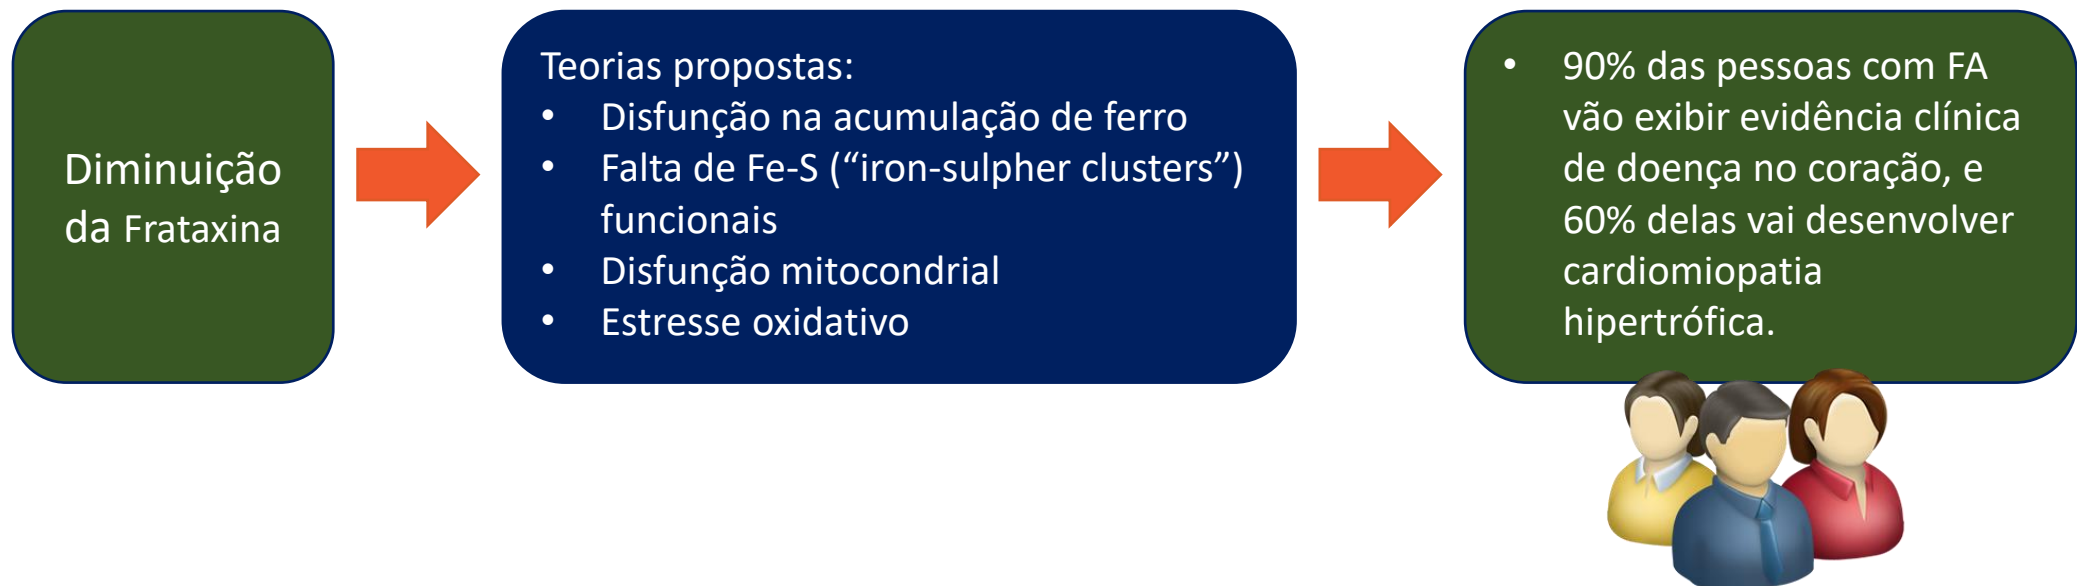 Diminuição
da Frataxina
Teorias propostas:
• Disfunção na acumulação de ferro
• Falta de Fe-S (“iron-sulpher clusters”)
funcionais
• Disfunção mitocondrial
• Estresse oxidativo
• 90% das pessoas com FA
vão exibir evidência clínica
de doença no coração, e
60% delas vai desenvolver
cardiomiopatia
hipertrófica.